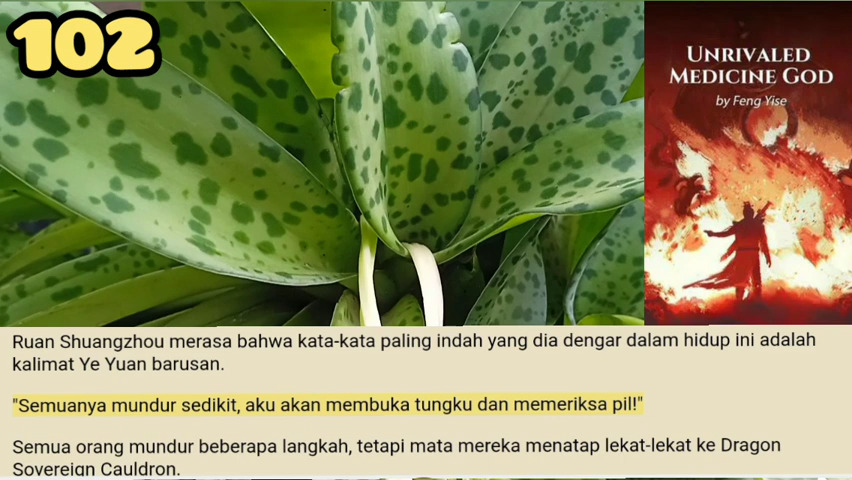 102
UNRIVALED
MEDICINE GOD
by Feng Yise
Ruan Shuangzhou merasa bahwa kata-kata paling indah yang dia dengar dalam hidup ini adalah
kalimat Ye Yuan barusan.
"Semuanya mundur sedikit, aku akan membuka tungku dan memeriksa pil!"
Semua orang mundur beberapa langkah, tetapi mata mereka menatap lekat-lekat ke Dragon
Sovereign Cauldron.